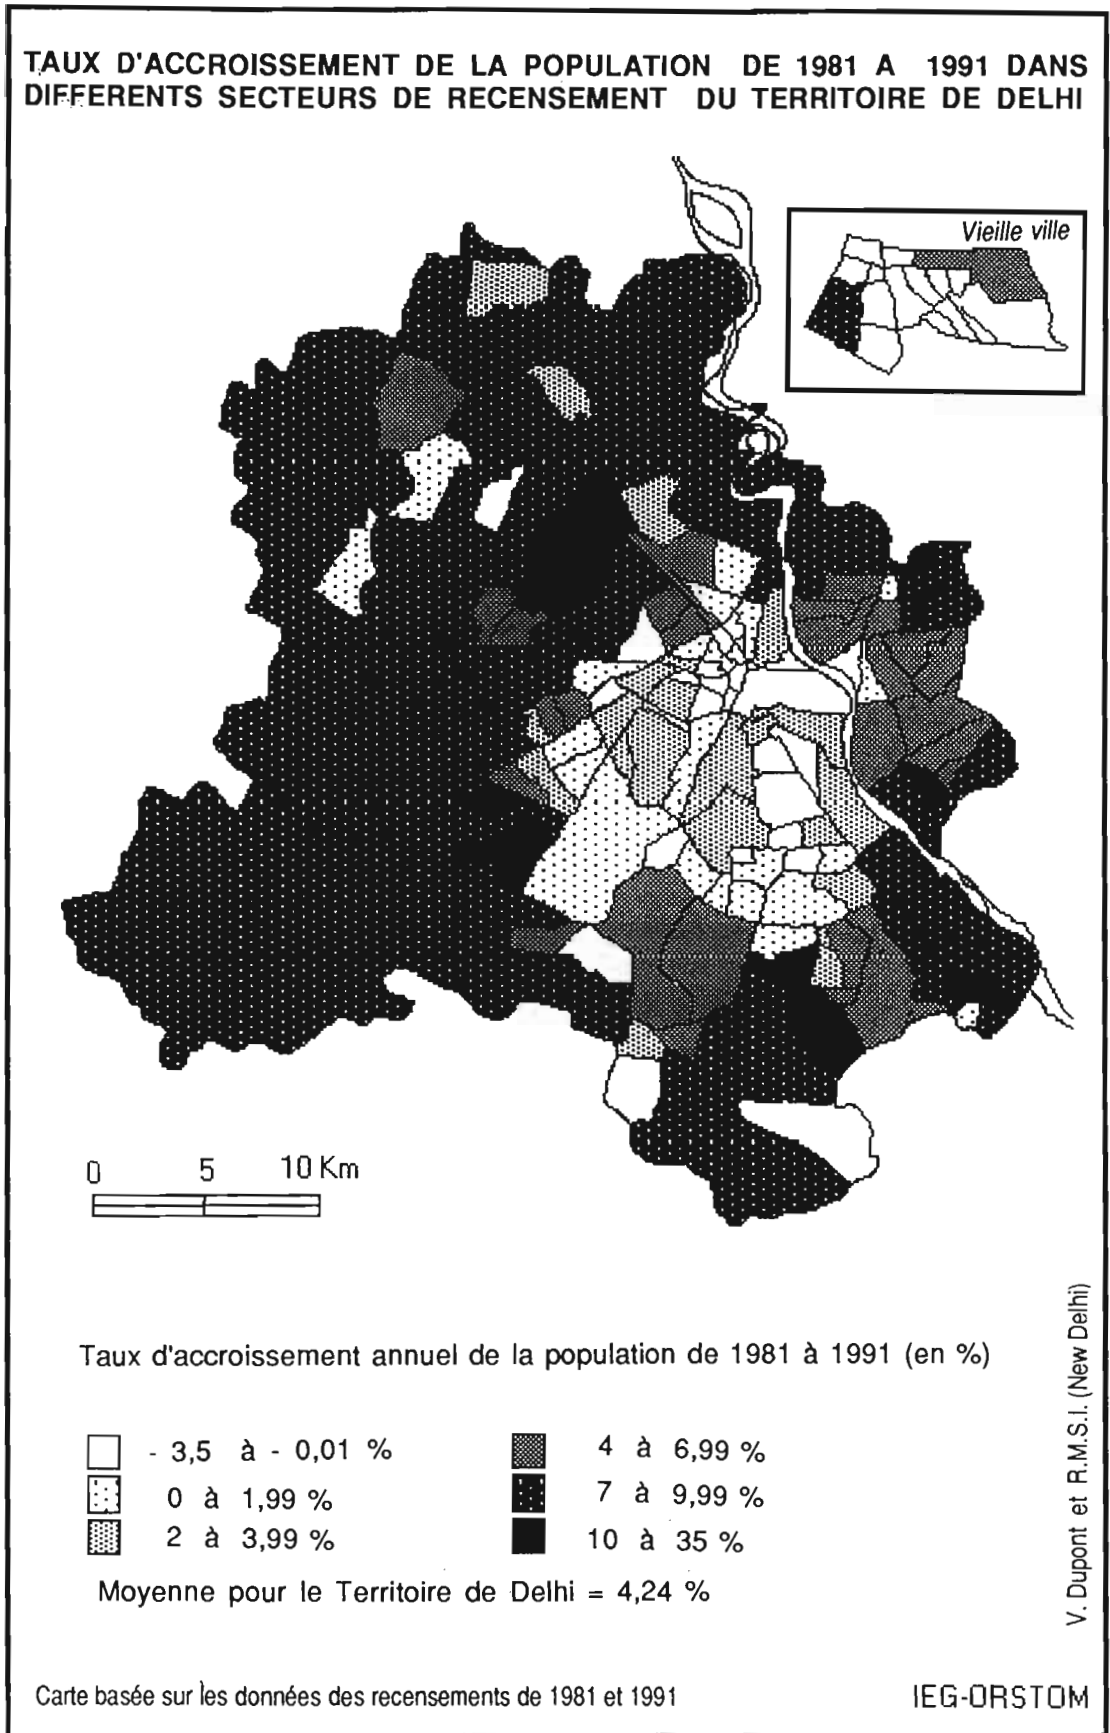 TAUX D'ACCROISSEMENT DE LA POPULATION DE 1981 A 1991 DANS
DIFFERENTS SECTEURS DE RECENSEMENT DU TERRITOIRE DE DELHI
Vieille ville
0 5 10 Km
Taux d'accroissement annuel de la population de 1981 à 1991 (en %)
- 3,5 à - 0,01 %
0 à 1,99 %
2 à 3,99 %
4 à 6,99 %
7 à 9,99 %
10 à 35 %
Moyenne pour le Territoire de Delhi = 4,24 %
V. Dupont et R.M.S.I. (New Delhi)
Carte basée sur les données des recensements de 1981 et 1991
IEG-ORSTOM